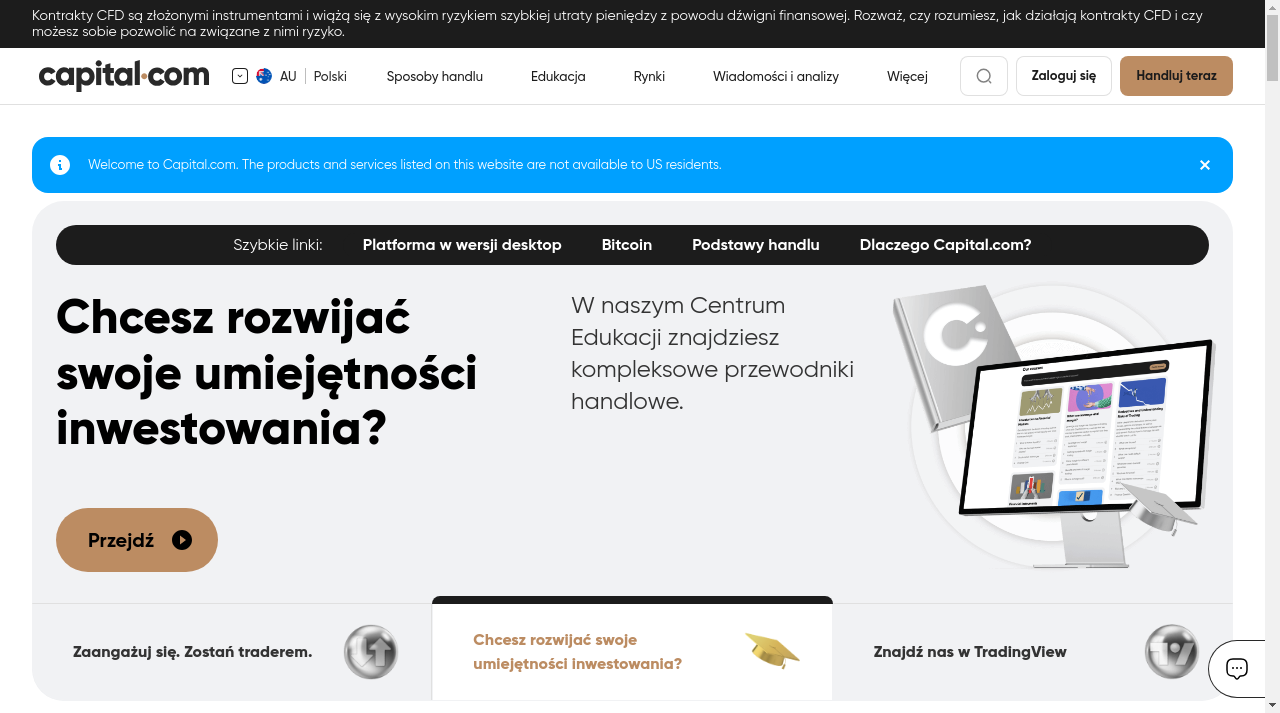 Kontrakty CFD są złożonymi instrumentami i wiążą się z wysokim ryzykiem szybkiej utraty pieniędzy z powodu dźwigni finansowej. Rozważ, czy rozumiesz, jak działają kontrakty CFD i czy
możesz sobie pozwolić na związane z nimi ryzyko.
capital.com
AU
Polski
Sposoby handlu
Edukacja
Rynki
Wiadomości i analizy
Więcej
Zaloguj się
Handluj teraz
Welcome to Capital.com. The products and services listed on this website are not available to US residents.
Szybkie linki:
Platforma w wersji desktop
Bitcoin
Podstawy handlu
Dlaczego Capital.com?
Chcesz rozwijać
swoje umiejętności
inwestowania?
W naszym Centrum
Edukacji znajdziesz
kompleksowe przewodniki
handlowe.
Przejdź
Zaangażuj się. Zostań traderem.
Chcesz rozwijać swoje
umiejętności inwestowania?
Znajdź nas w TradingView